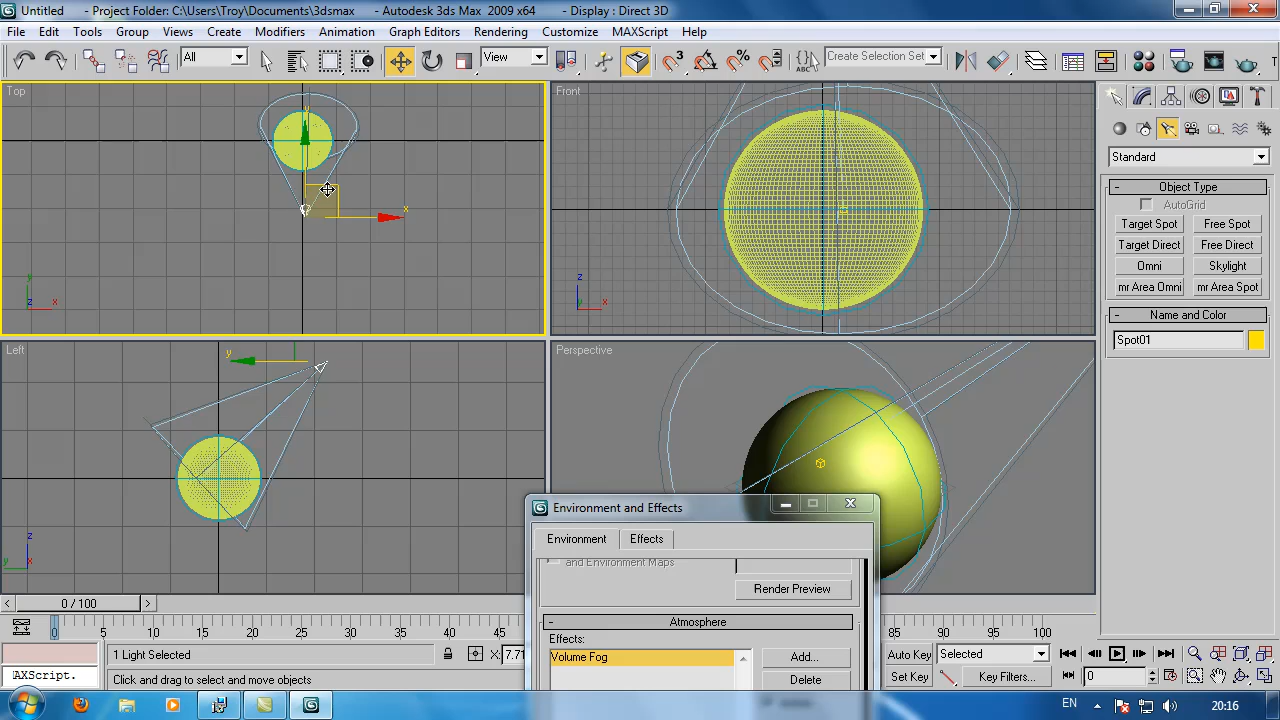 Untitled - Project Folder: C:\Users\Troy\Documents\3dsmax - Autodesk 3ds Max 2009 x64 - Display : Direct 3D
File Edit Tools Group Views Create Modifiers Animation Graph Editors Rendering Customize MAXScript Help
All View Create Selection Set
Top
Front
Left
Perspective
y
x
y
z x
z
y x
y
z
y x
Standard
- Object Type
AutoGrid
Target Spot Free Spot
Target Direct Free Direct
Omni Skylight
mr Area Omni mr Area Spot
- Name and Color
Spot01
Environment and Effects
Environment Effects
and Environment Maps
Render Preview
- Atmosphere
Effects:
Volume Fog
Add...
Delete
< 0 / 100 >
0 5 10 15 20 25 30 35 40 45 85 90 95 100
1 Light Selected X: 7.71
AXScript. Click and drag to select and move objects
Auto Key Selected
Set Key Key Filters... 0
EN 20:16